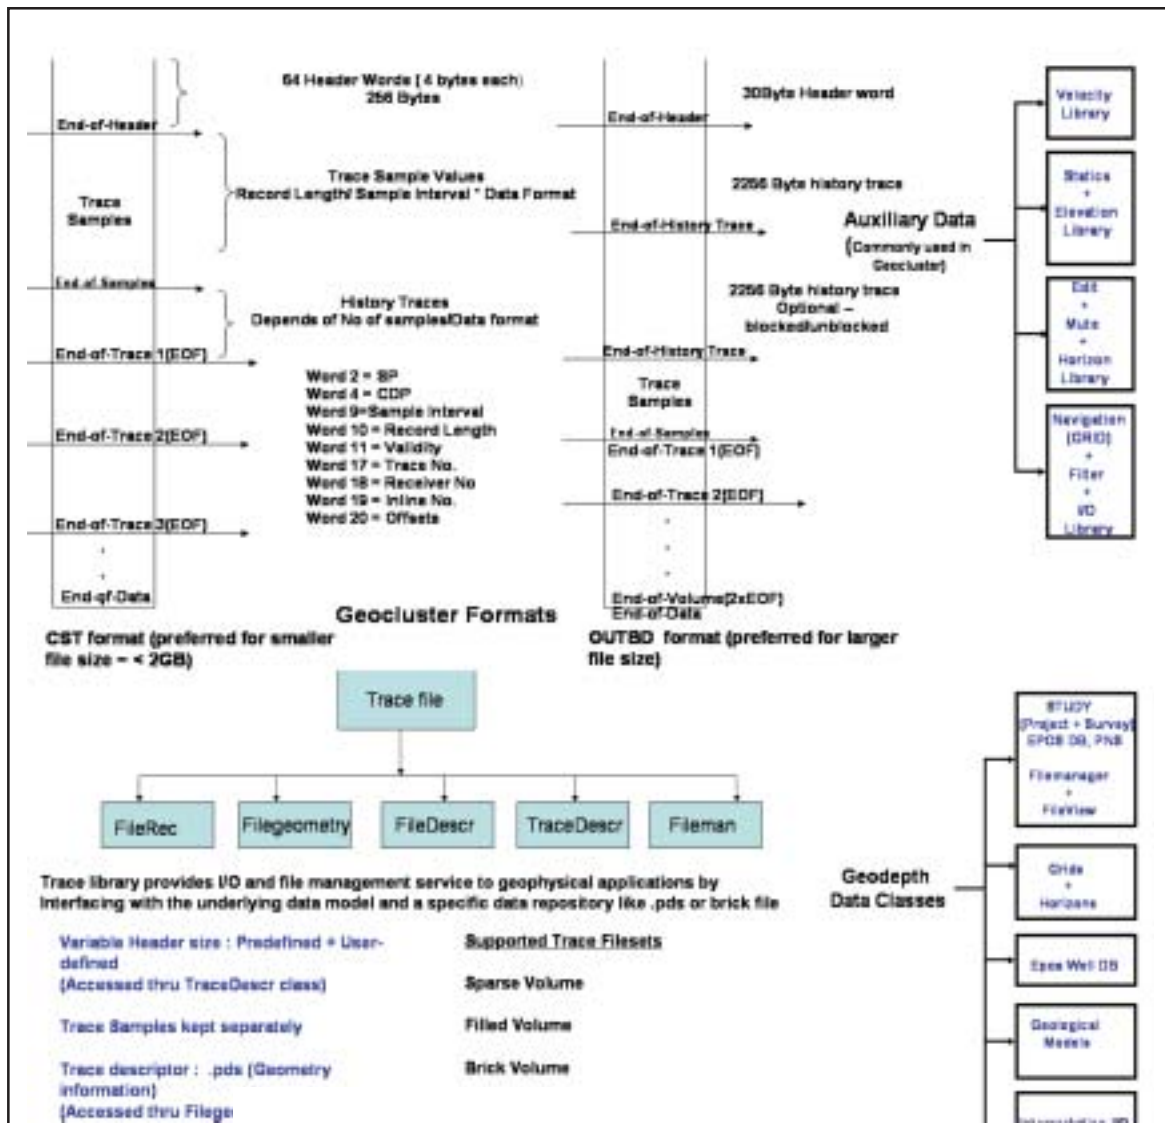 64 Header Words ( 4 bytes each)
256 Bytes
End-of-Header
Trace Sample Values
Record Length/ Sample Interval * Data Format
Trace
Samples
End-of-Samples
History Traces
Depends of No of samples/Data format
End-of-Trace 1(EOF)
Word 2 = SP
Word 4 = CDP
Word 9=Sample Interval
Word 10 = Record Length
Word 11 = Validity
Word 17 = Trace No.
Word 18 = Receiver No
Word 19 = Inline No.
Word 20 = Offsets
End-of-Trace 2(EOF)
End-of-Trace 3(EOF)
.
.
End-of-Data
CST format (preferred for smaller
file size = < 2GB)
Geocluster Formats
30Byte Header word
End-of-Header
2256 Byte history trace
End-of-History Trace
2256 Byte history trace
Optional –
blocked/unblocked
End-of-History Trace
Trace
Samples
End-of-Samples
End-of-Trace 1(EOF)
End-of-Trace 2(EOF)
.
.
.
End-of-Volume(2xEOF)
End-of-Data
OUTBD format (preferred for larger
file size)
Auxiliary Data
(Commonly used in
Geocluster)
Velocity
Library
Statics
+
Elevation
Library
Edit
+
Mute
+
Horizon
Library
Navigation
(GRID)
+
Filter
+
I/O
Library
Trace file
FileRec
Filegeometry
FileDescr
TraceDescr
Fileman
Trace library provides I/O and file management service to geophysical applications by
Interfacing with the underlying data model and a specific data repository like .pds or brick file
Variable Header size : Predefined + User-
defined
(Accessed thru TraceDescr class)
Trace Samples kept separately
Trace descriptor : .pds (Geometry
information)
(Accessed thru Filege
Supported Trace Filesets
Sparse Volume
Filled Volume
Brick Volume
Geodepth
Data Classes
STUDY
(Project + Survey)
EPOS DB, PNS
Filemanager
+
FileView
Grids
+
Horizons
Epos Well DB
Geological
Models